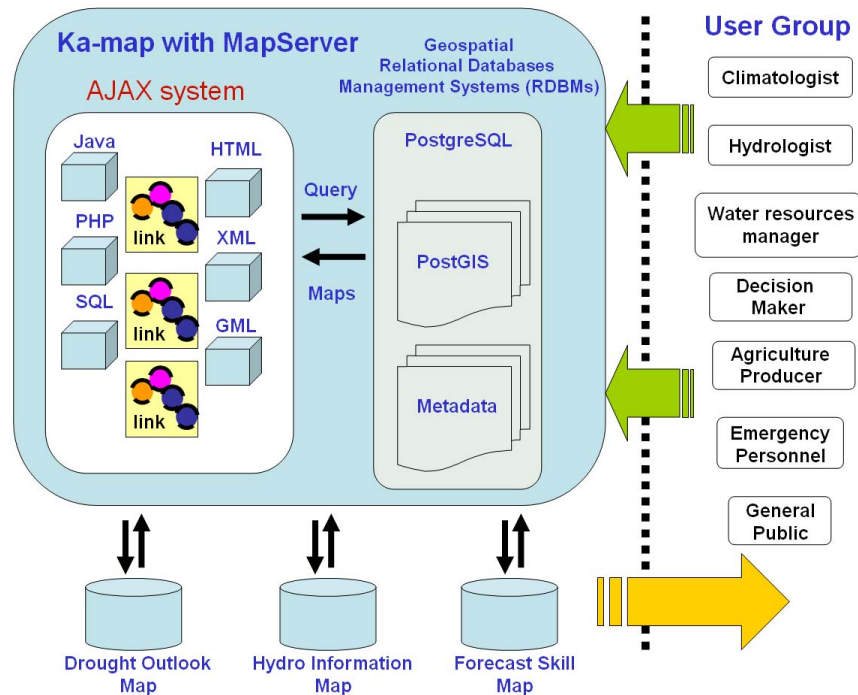 Ka-map with MapServer
AJAX system
Java
HTML
PHP
XML
SQL
GML
link
link
link
Query
Maps
Geospatial
Relational Databases
Management Systems (RDBMs)
PostgreSQL
PostGIS
Metadata
User Group
Climatologist
Hydrologist
Water resources
manager
Decision
Maker
Agriculture
Producer
Emergency
Personnel
General
Public
Drought Outlook
Map
Hydro Information
Map
Forecast Skill
Map